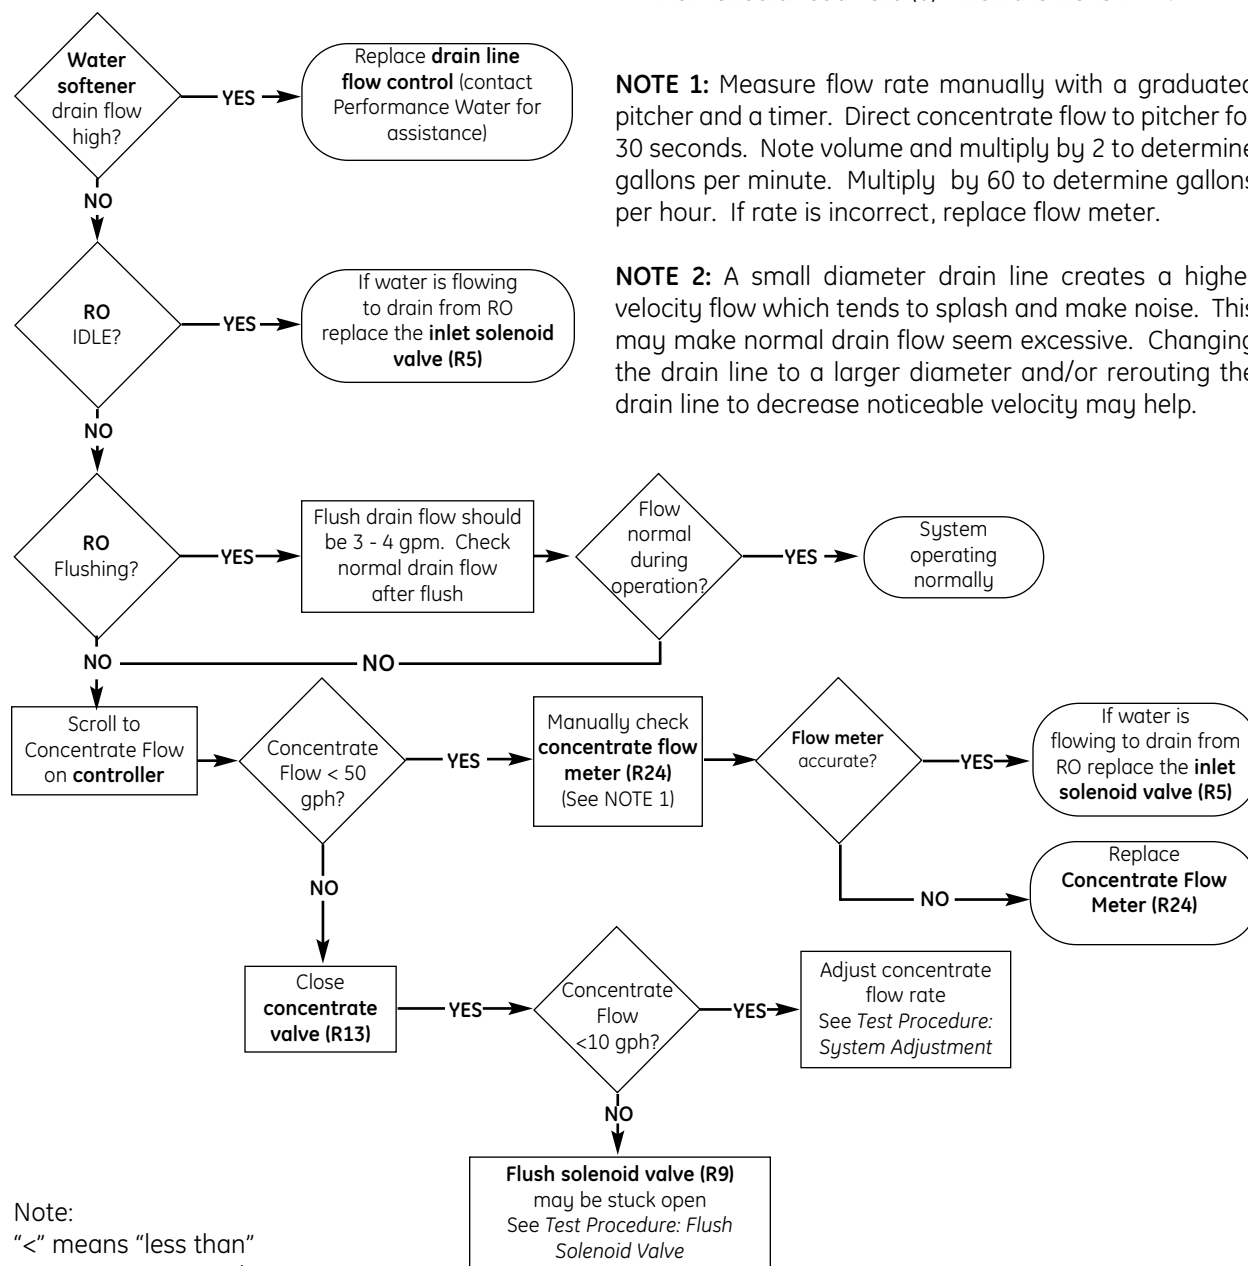 Water
softener
drain flow
high?
YES
Replace drain line
flow control (contact
Performance Water for
assistance)
NO
RO
IDLE?
YES
If water is flowing
to drain from RO
replace the inlet solenoid
valve (R5)
NO
NOTE 1: Measure flow rate manually with a graduated
pitcher and a timer. Direct concentrate flow to pitcher fo
30 seconds. Note volume and multiply by 2 to determine
gallons per minute. Multiply by 60 to determine gallons
per hour. If rate is incorrect, replace flow meter.
NOTE 2: A small diameter drain line creates a highe
velocity flow which tends to splash and make noise. This
may make normal drain flow seem excessive. Changing
the drain line to a larger diameter and/or rerouting the
drain line to decrease noticeable velocity may help.
RO
Flushing?
YES
Flush drain flow should
be 3 - 4 gpm. Check
normal drain flow
after flush
Flow
normal
during
operation?
YES
System
operating
normally
NO
NO
Scroll to
Concentrate Flow
on controller
Concentrate
Flow < 50
gph?
YES
Manually check
concentrate flow
meter (R24)
(See NOTE 1)
Flow meter
accurate?
YES
If water is
flowing to drain from
RO replace the inlet
solenoid valve (R5)
NO
Replace
Concentrate Flow
Meter (R24)
NO
Close
concentrate
valve (R13)
YES
Concentrate
Flow
<10 gph?
YES
Adjust concentrate
flow rate
See Test Procedure:
System Adjustment
NO
Flush solenoid valve (R9)
may be stuck open
See Test Procedure: Flush
Solenoid Valve
Note:
“<” means “less than”